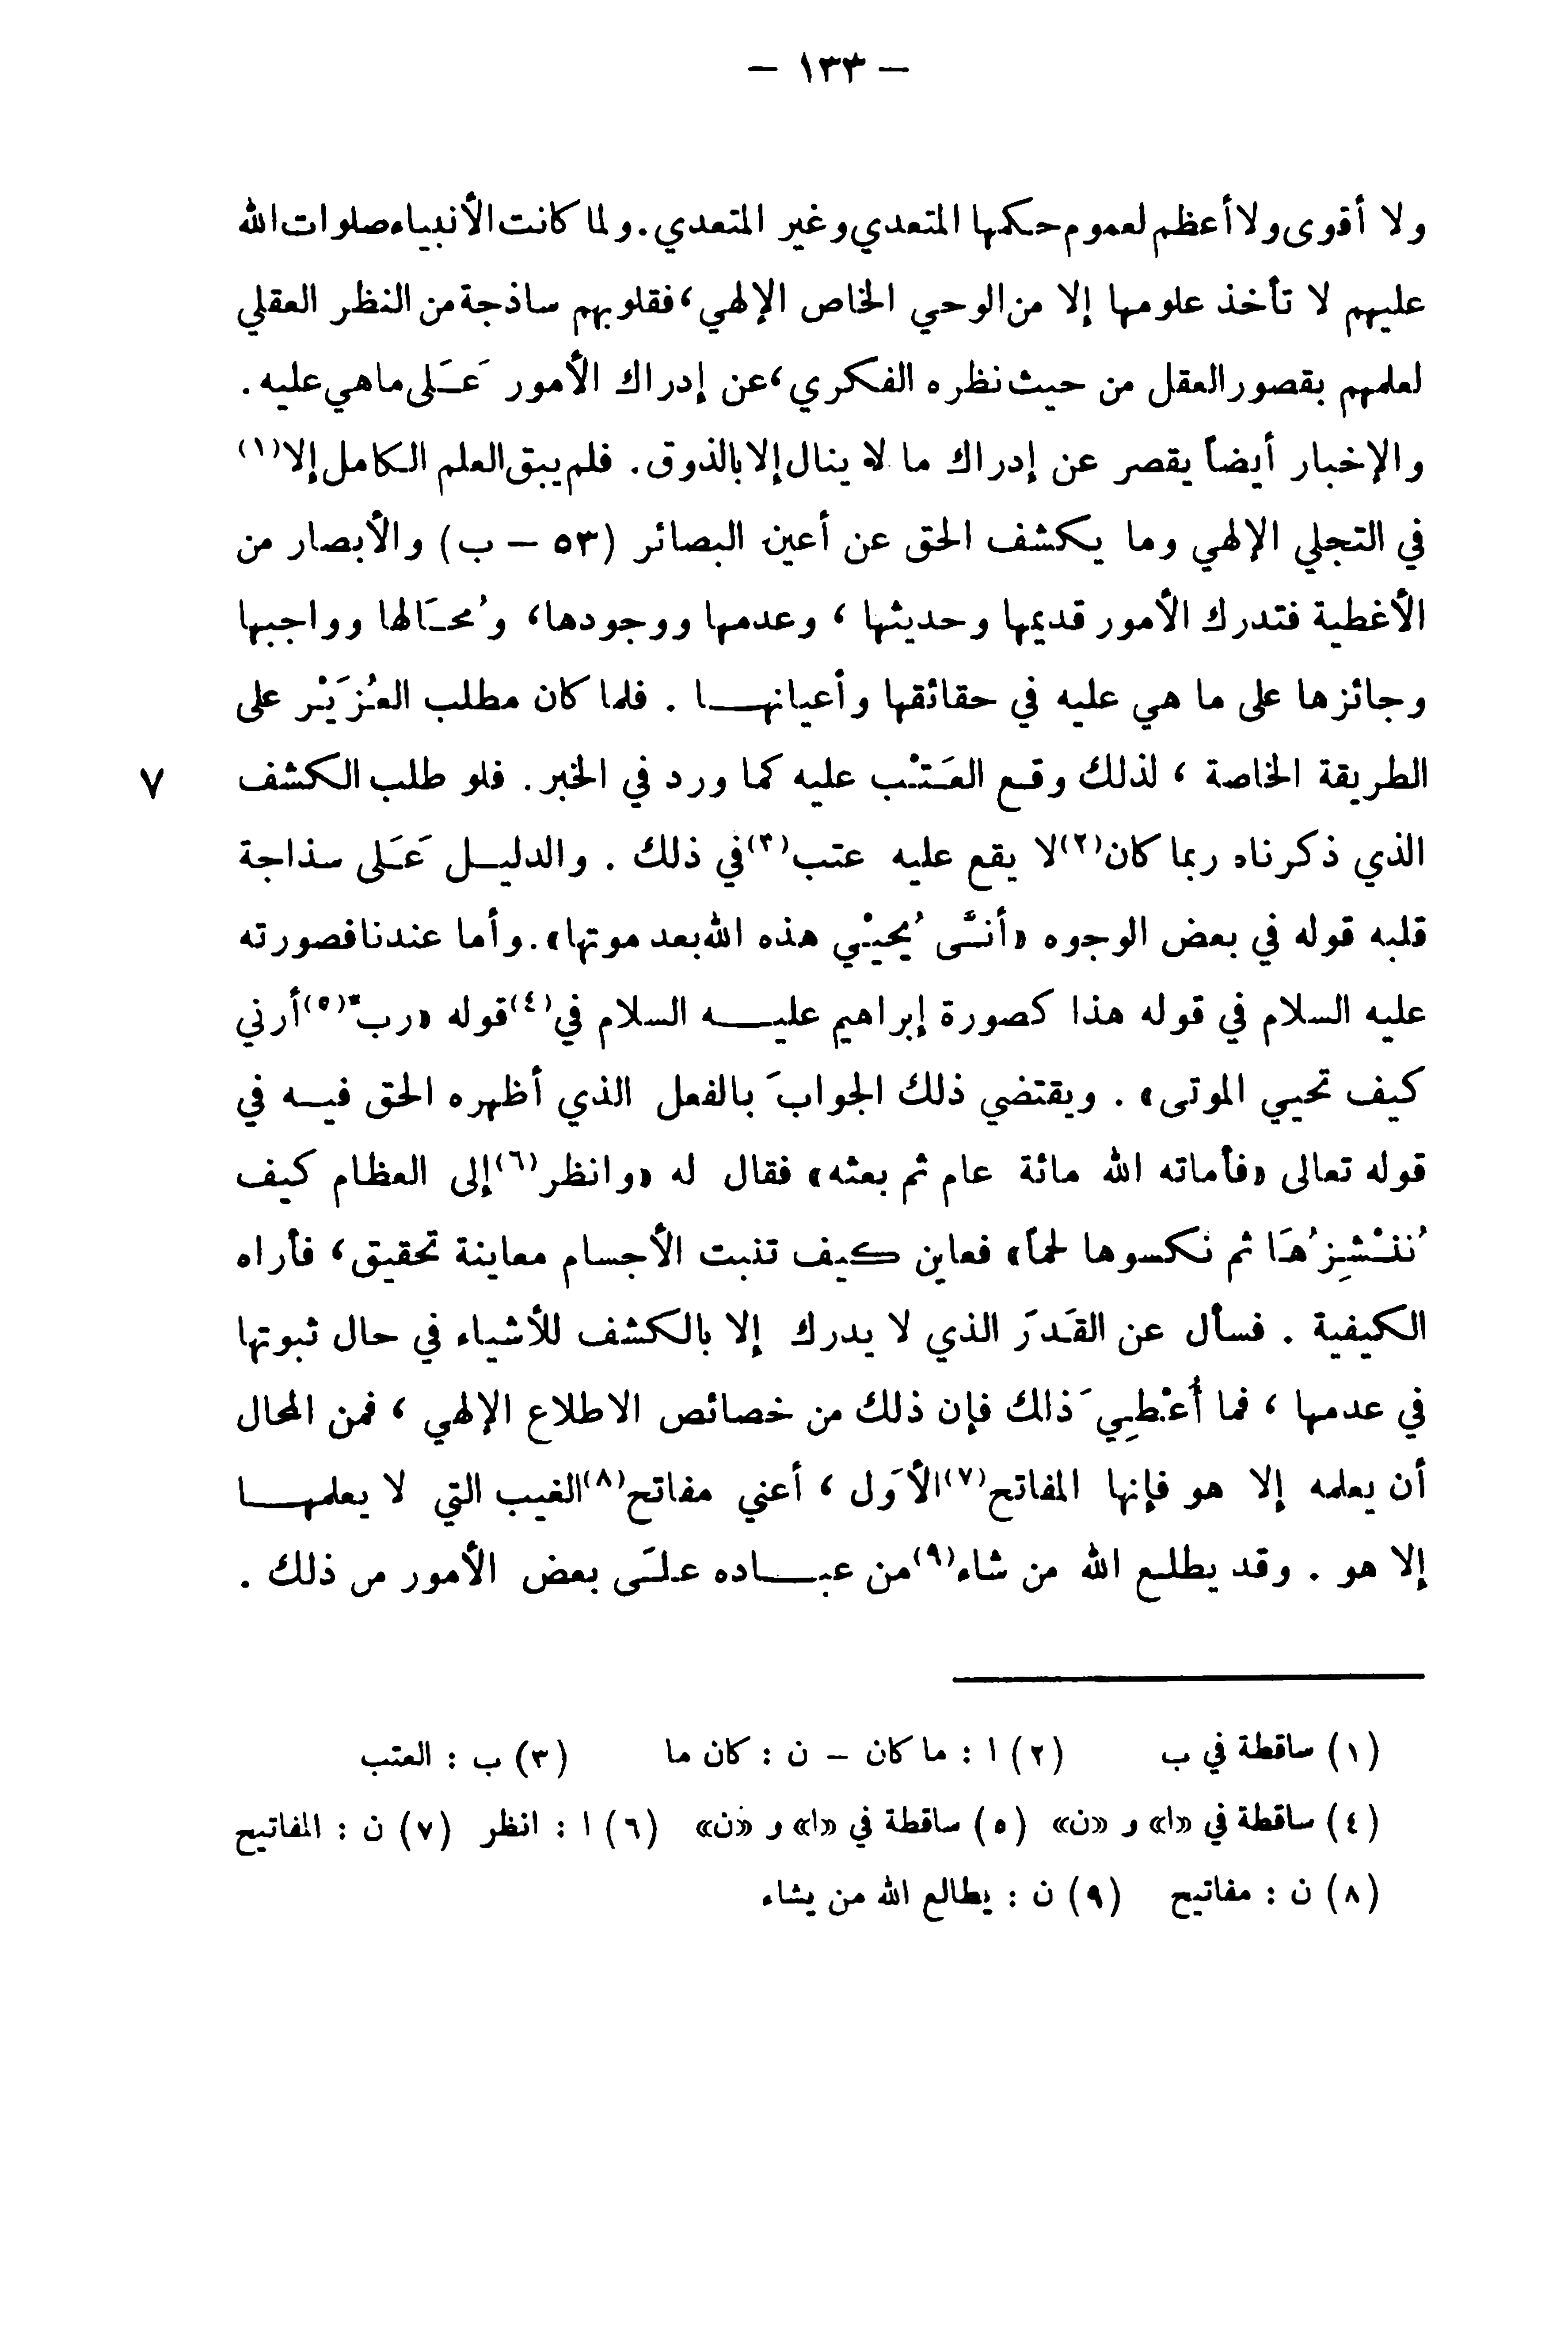 – ١٣٣ –
ولا أقوى ولا أعظم لعموم حكمها المتعدي وغير المتعدي. ولما كانت الأنبياء صلوات الله
عليهم لا تأخذ علومها إلا من الوحي الخاص الإلهي، فقلوبهم ساذجة من النظر العقلي
لعلمهم بقصور العقل من حيث نظره الفكري، عن إدراك الأمور عَـَلى ما هي عليه.
والإخبار أيضاً يقصر عن إدراك ما لا ينال إلا بالذوق. فلم يبق العلم الكامل إلا(١)
في التجلي الإلهي وما يكشف الحق عن أعين البصائر (٥٣ – ب) والأبصار من
الأغطية فتدرك الأمور قديمها وحديثها، وعدمها ووجودها، ومُحـَالها وواجبها
وجائزها على ما هي عليه في حقائقها وأعيانهـــا. فلما كان مطلب العُزَيْر على
الطريقة الخاصة، لذلك وقع العَتْب عليه كما ورد في الخبر. فلو طلب الكشف ٧
الذي ذكرناه ربما كان(٢) لا يقع عليه عتب(٣) في ذلك. والدليـل عَـَلى سذاجة
قلبه قوله في بعض الوجوه «أنـَّى يُحيـْي هذه الله بعد موتها». وأما عندنا فصورته
عليه السلام في قوله هذا كصورة إبراهيم عليـــه السلام في(٤) قوله «رب(٥) أرني
كيف تحيي الموتى». ويقتضي ذلك الجوابَ بالفعل الذي أظهره الحق فيـه في
قوله تعالى «فأماته الله مائة عام ثم بعثه» فقال له «وانظر(٦) إلى العظام كيف
نُنـْشِزُهَا ثم نكسوها لحماً» فعاين كيف تنبت الأجسام معاينة تحقيق، فأراه
الكيفية. فسأل عن القَدَر الذي لا يدرك إلا بالكشف للأشياء في حال ثبوتها
في عدمها، فما أُعْطِيَ ذلك فإن ذلك من خصائص الاطلاع الإلهي، فمن المحال
أن يعلمه إلا هو فإنها المفاتح(٧) الأُوَل، أعني مفاتح(٨) الغيب التي لا يعلمهـــا
إلا هو. وقد يطلـع الله من شاء(٩) من عبـــاده علـَى بعض الأمور من ذلك.
(١) ساقطة في ب (٢) ا : ما كان – ن : كان ما (٣) ب : العتب
(٤) ساقطة في «ا» و «ن» (٥) ساقطة في «ا» و «ن» (٦) ا : انظر (٧) ن : المفاتيح
(٨) ن : مفاتيح (٩) ن : يطالع الله من يشاء